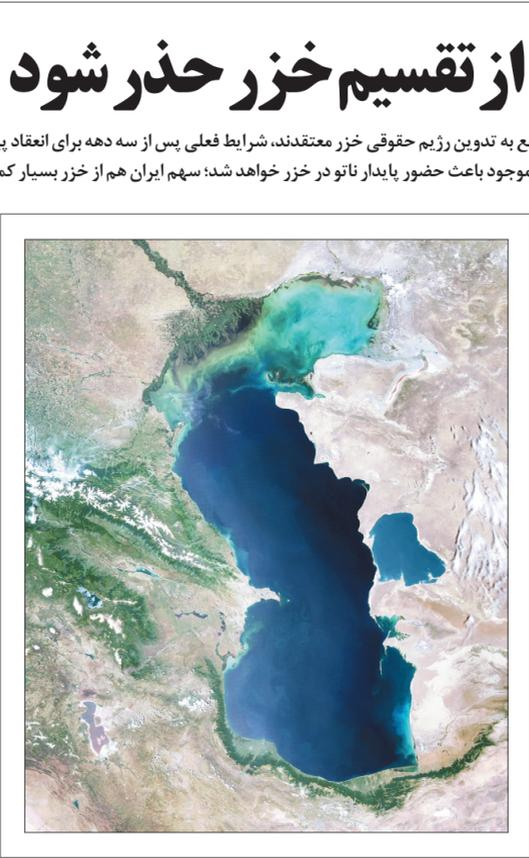 از تقسیم خزر حذر شود
به تدوین رژیم حقوقی خزر معتقدند، شرایط فعلی پس از سه دهه برای انعقاد
موجود باعث حضور پایدار ناتو در خزر خواهد شد؛ سهم ایران هم از خزر بسیار